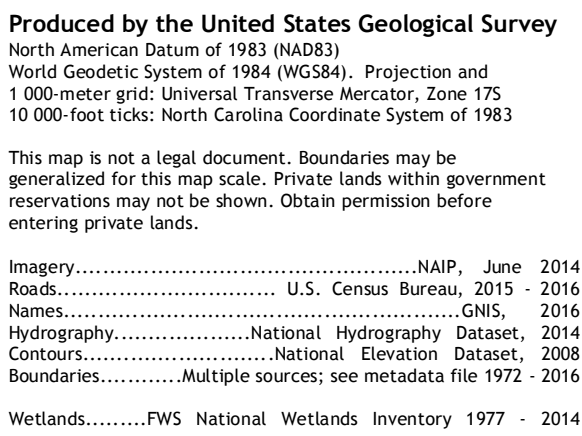 Produced by the United States Geological Survey
North American Datum of 1983 (NAD83)
World Geodetic System of 1984 (WGS84). Projection and
1 000-meter grid: Universal Transverse Mercator, Zone 17S
10 000-foot ticks: North Carolina Coordinate System of 1983
This map is not a legal document. Boundaries may be
generalized for this map scale. Private lands within government
reservations may not be shown. Obtain permission before
entering private lands.
Imagery..................................................NAIP, June 2014
Roads................................ U.S. Census Bureau, 2015 - 2016
Names..........................................................GNIS, 2016
Hydrography....................National Hydrography Dataset, 2014
Contours............................National Elevation Dataset, 2008
Boundaries............Multiple sources; see metadata file 1972 - 2016
Wetlands.........FWS National Wetlands Inventory 1977 - 2014